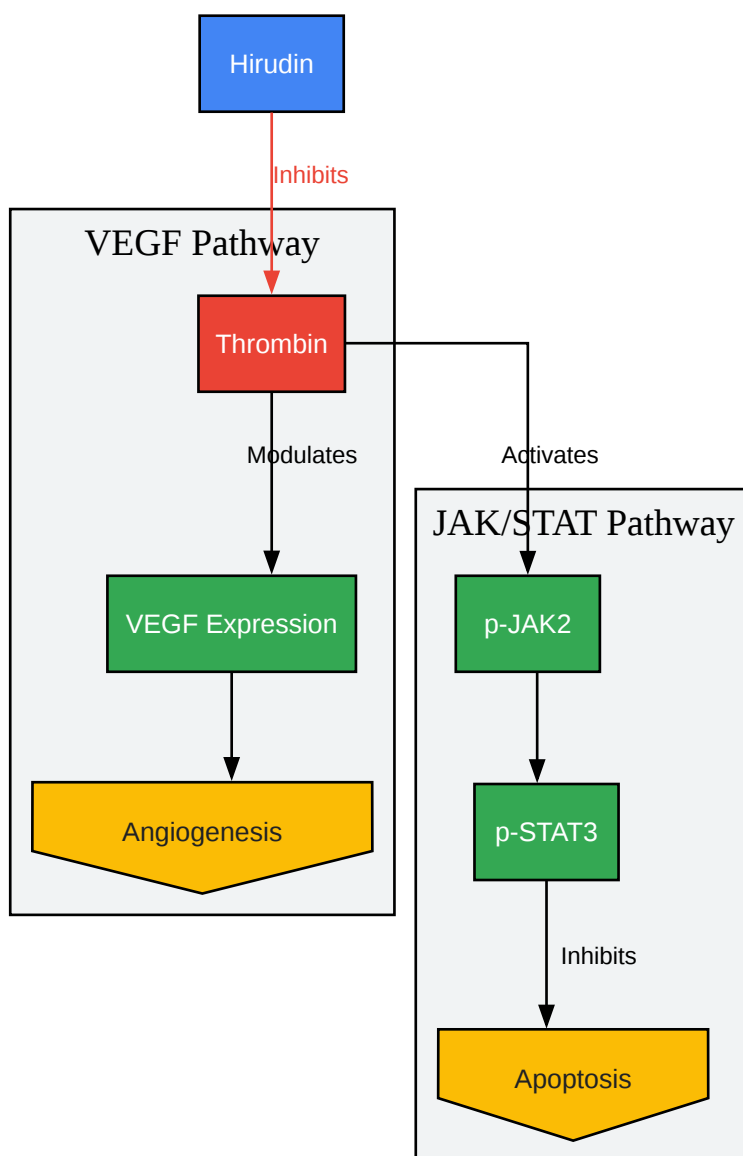 Hirudin
Inhibits
VEGF Pathway
Thrombin
Modulates
Activates
JAK/STAT Pathway
VEGF Expression
p-JAK2
Angiogenesis
p-STAT3
Inhibits
Apoptosis